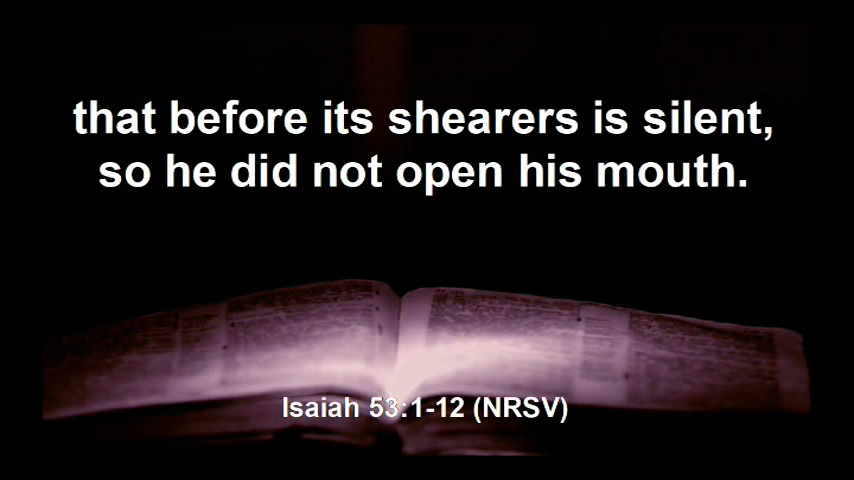 that before its shearers is silent,
so he did not open his mouth.
Isaiah 53:1-12 (NRSV)